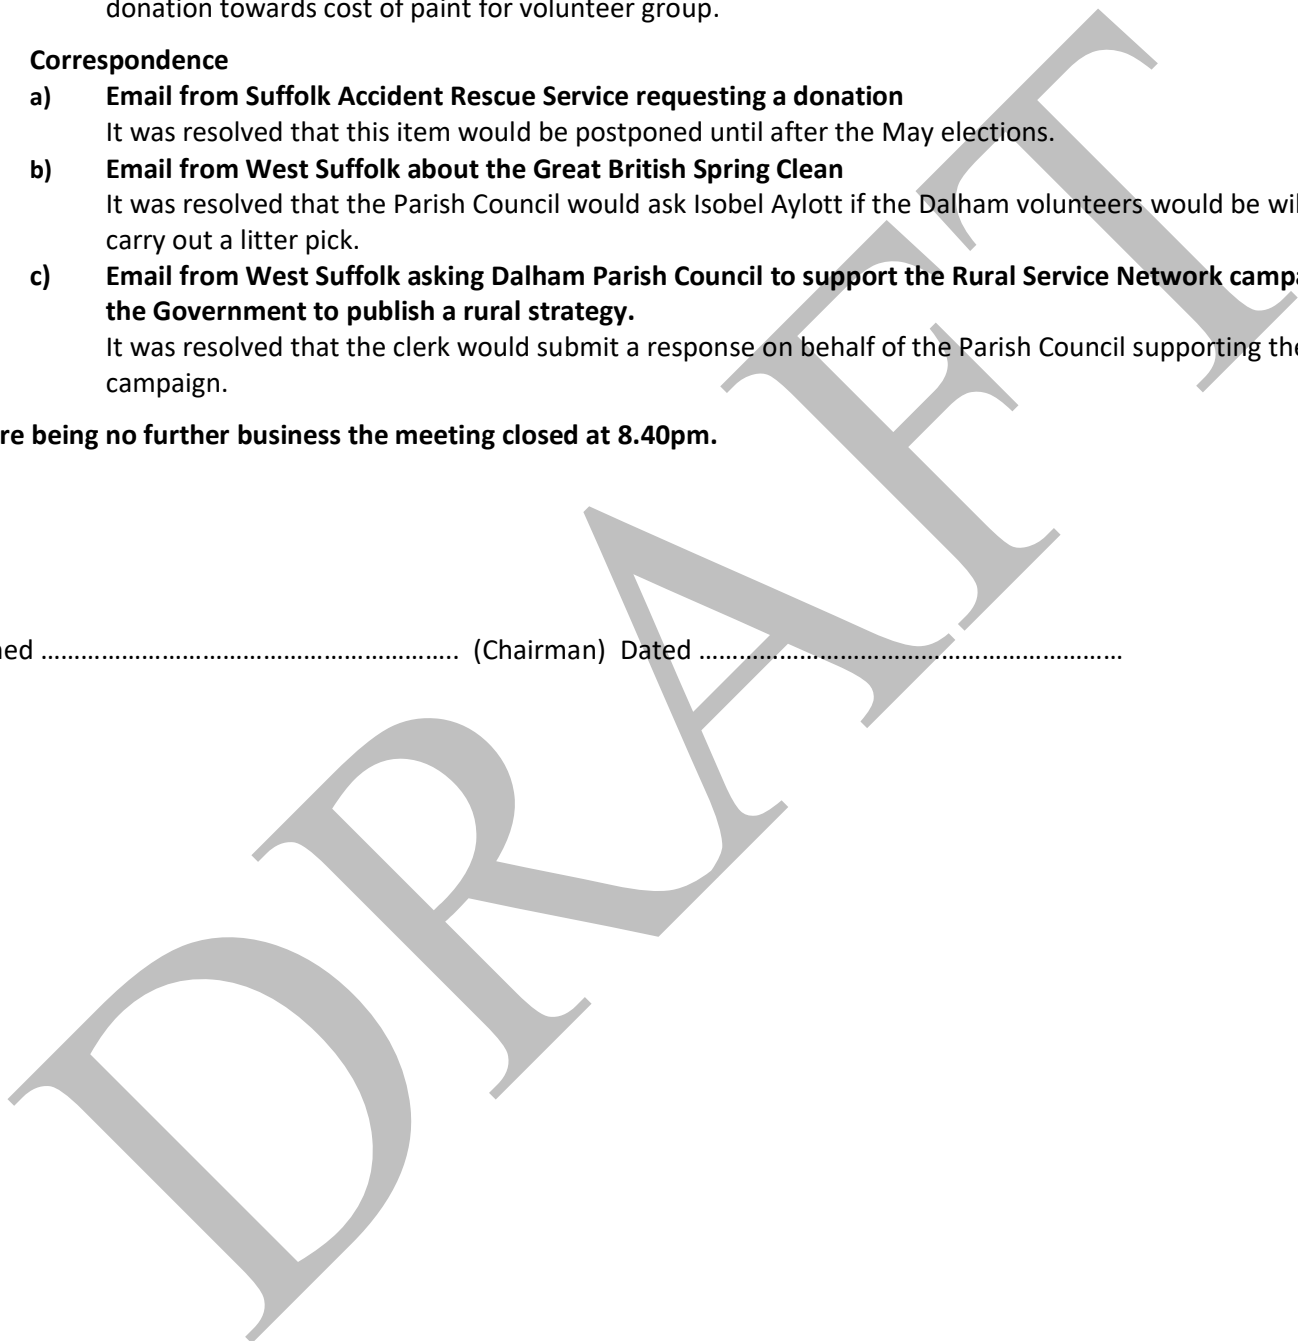 donation towards cost of paint for volunteer group.
Correspondence
a) Email from Suffolk Accident Rescue Service requesting a donation
It was resolved that this item would be postponed until after the May elections.
b) Email from West Suffolk about the Great British Spring Clean
It was resolved that the Parish Council would ask Isobel Aylott if the Dalham volunteers would be
carry out a litter pick.
c) Email from West Suffolk asking Dalham Parish Council to support the Rural Service Network
the Government to publish a rural strategy.
It was resolved that the clerk would submit a response on behalf of the Parish Council supporting the
campaign.
re being no further business the meeting closed at 8.40pm.
ned …………………………………………………….. (Chairman) Dated ………………………………………………………
DRAFT